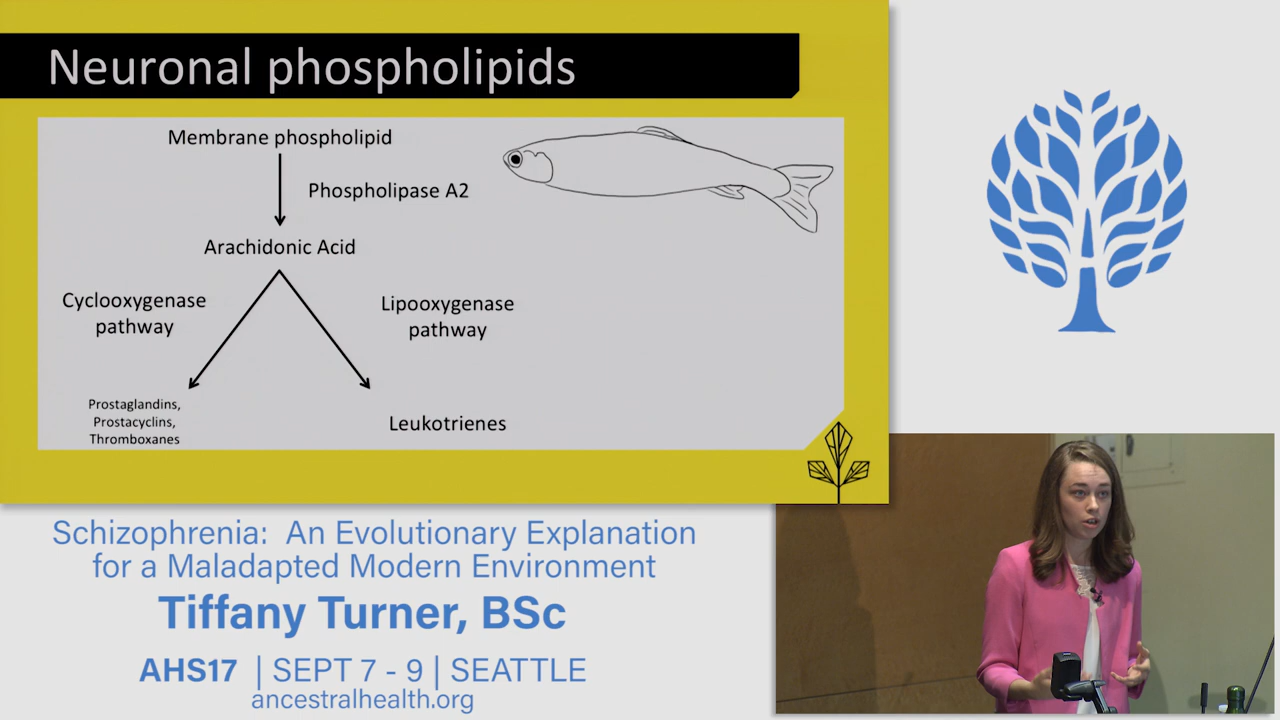 Neuronal phospholipids
Membrane phospholipid
Phospholipase A2
Arachidonic Acid
Cyclooxygenase
pathway
Lipooxygenase
pathway
Prostaglandins,
Prostacyclins,
Thromboxanes
Leukotrienes
Schizophrenia: An Evolutionary Explanation
for a Maladapted Modern Environment
Tiffany Turner, BSc
AHS17 | SEPT 7 - 9 | SEATTLE
ancestralhealth.org